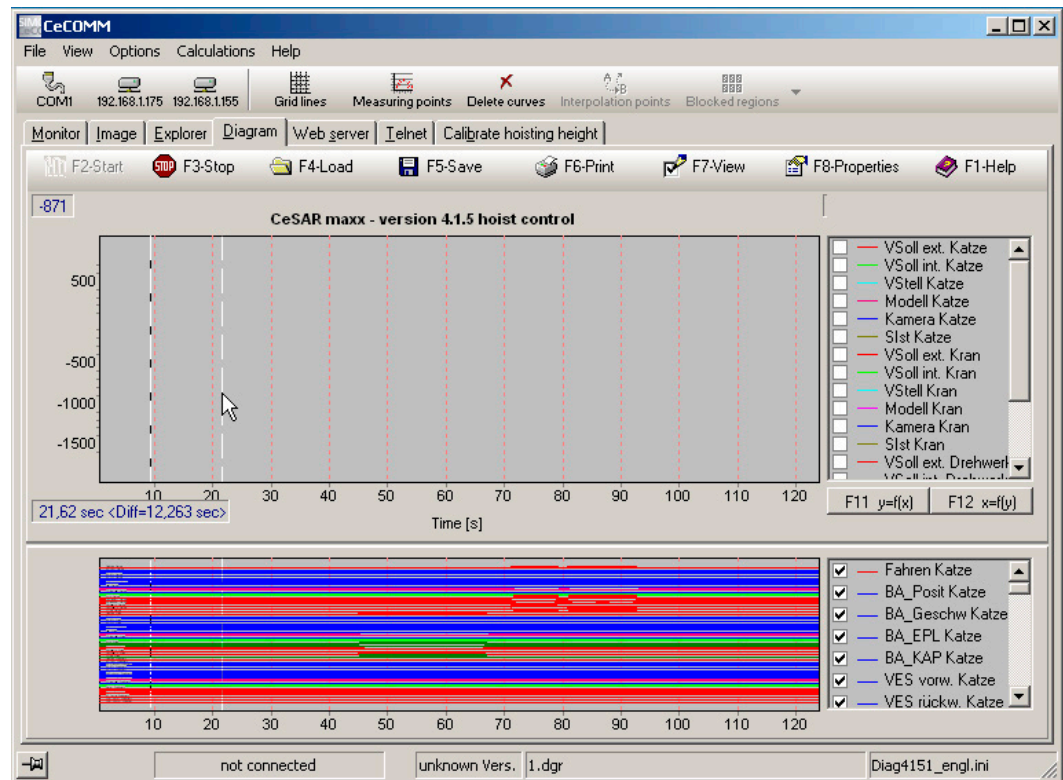 CeCOMM
File View Options Calculations Help
COM1 192.168.1.175 192.168.1.155 Grid lines Measuring points Delete curves Interpolation points Blocked regions
Monitor Image Explorer Diagram Web server Telnet Calibrate hoisting height
F2-Start STOP F3-Stop F4-Load F5-Save F6-Print F7-View F8-Properties F1-Help
-871
CeSAR maxx - version 4.1.5 hoist control
500
-500
-1000
-1500
10 20 30 40 50 60 70 80 90 100 110 120
21,62 sec <Diff=12,263 sec>
Time [s]
VSoll ext. Katze
VSoll int. Katze
VStell Katze
Modell Katze
Kamera Katze
SIst Katze
VSoll ext. Kran
VSoll int. Kran
VStell Kran
Modell Kran
Kamera Kran
SIst Kran
VSoll ext. Drehwerk
F11 y=f(x) F12 x=f(y)
10 20 30 40 50 60 70 80 90 100 110 120
Fahren Katze
BA_Posit Katze
BA_Geschw Katze
BA_EPL Katze
BA_KAP Katze
VES vorw. Katze
VES rückw. Katze
not connected unknown Vers. 1.dgr Diag4151_engl.ini